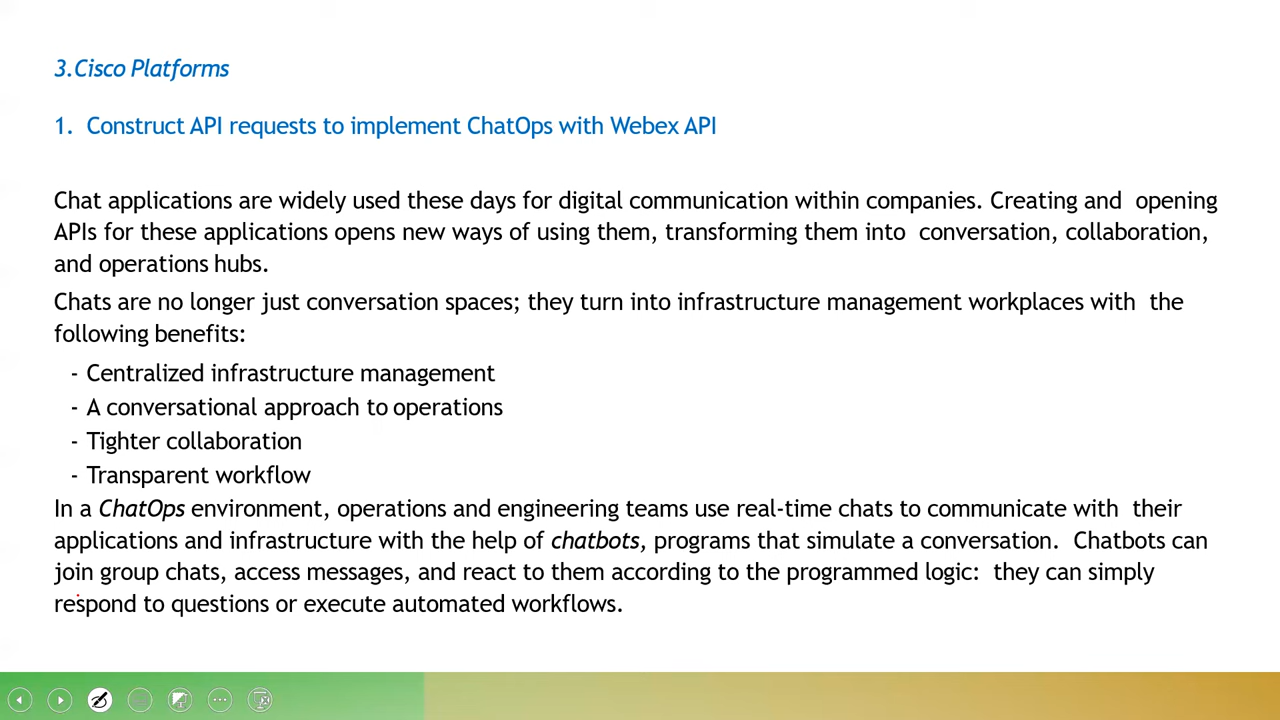 3.Cisco Platforms
1. Construct API requests to implement ChatOps with Webex API
Chat applications are widely used these days for digital communication within companies. Creating and opening
APIs for these applications opens new ways of using them, transforming them into conversation, collaboration,
and operations hubs.
Chats are no longer just conversation spaces; they turn into infrastructure management workplaces with the
following benefits:
- Centralized infrastructure management
- A conversational approach to operations
- Tighter collaboration
- Transparent workflow
In a ChatOps environment, operations and engineering teams use real-time chats to communicate with their
applications and infrastructure with the help of chatbots, programs that simulate a conversation. Chatbots can
join group chats, access messages, and react to them according to the programmed logic: they can simply
respond to questions or execute automated workflows.